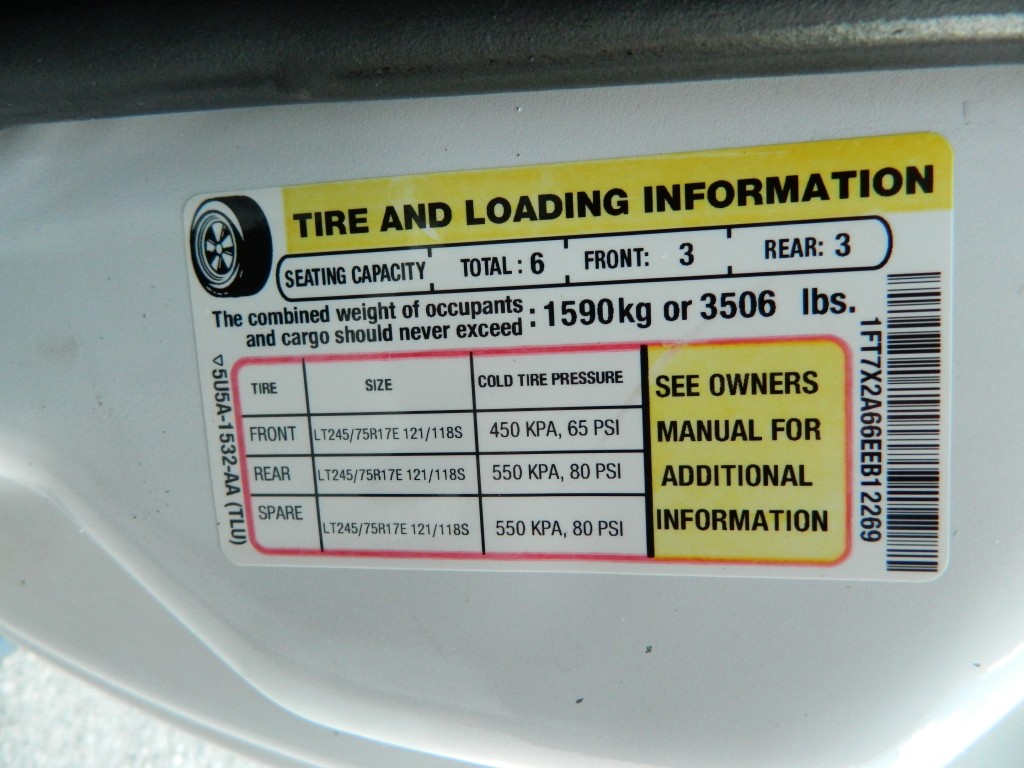 TIRE AND LOADING INFORMATION
SEATING CAPACITY TOTAL: 6 FRONT: 3 REAR: 3
The combined weight of occupants
and cargo should never exceed : 1590kg or 3506 lbs.
TIRE SIZE COLD TIRE PRESSURE
FRONT LT245/75R17E 121/118S 450 KPA, 65 PSI
REAR LT245/75R17E 121/118S 550 KPA, 80 PSI
SPARE LT245/75R17E 121/118S 550 KPA, 80 PSI
SEE OWNERS
MANUAL FOR
ADDITIONAL
INFORMATION
5U5A-1532-AA (TLU)
1FT7X2A66EEB12269